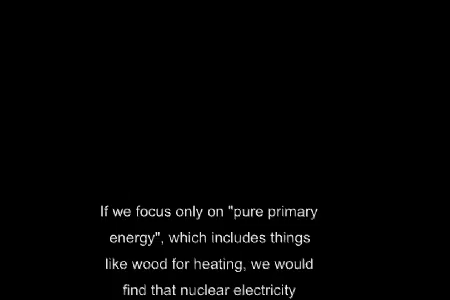 If we focus only on "pure primary
energy", which includes things
like wood for heating, we would
find that nuclear electricity